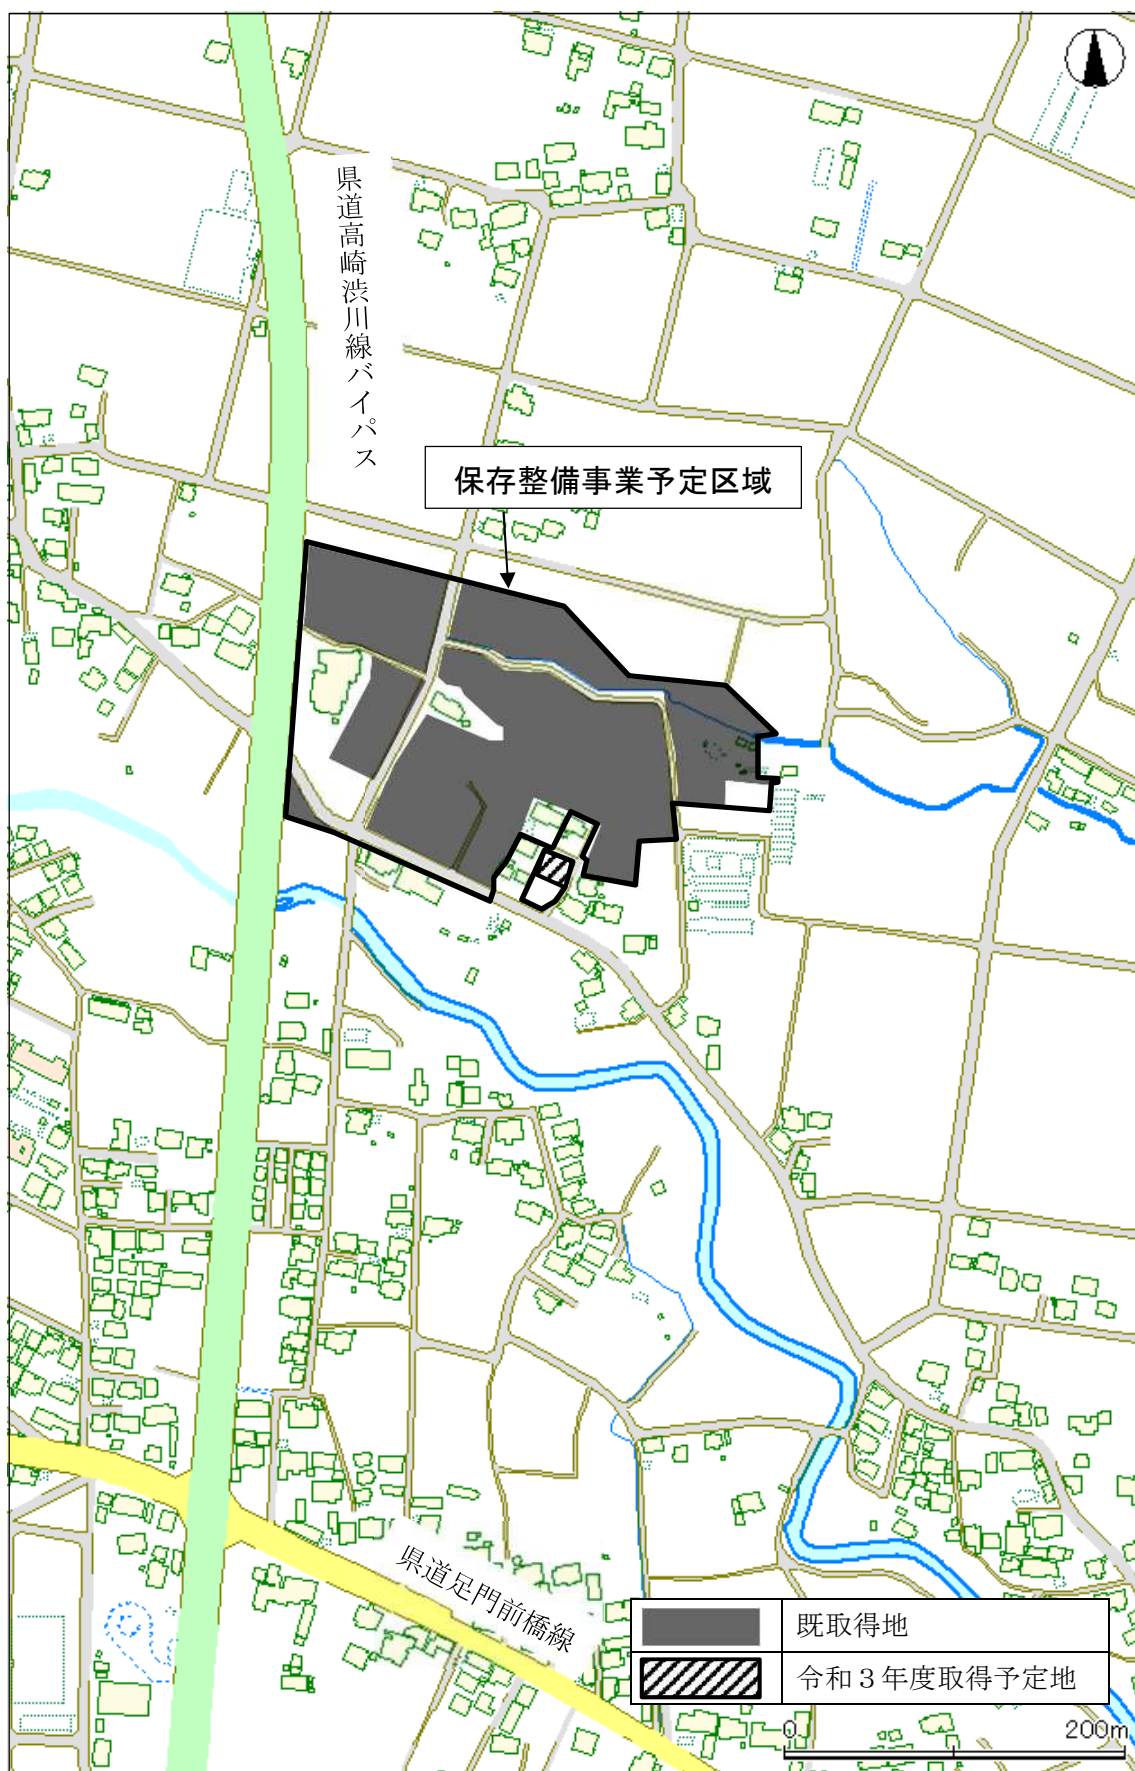 県道高崎渋川線バイパス
保存整備事業予定区域
県道足門前橋線
既取得地
令和３年度取得予定地
0 200m